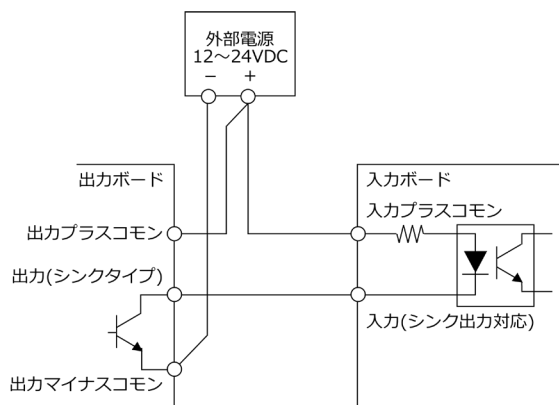 外部電源
12～24VDC
− +
出力ボード
入力ボード
出力プラスコモン
入力プラスコモン
出力(シンクタイプ)
入力(シンク出力対応)
出力マイナスコモン